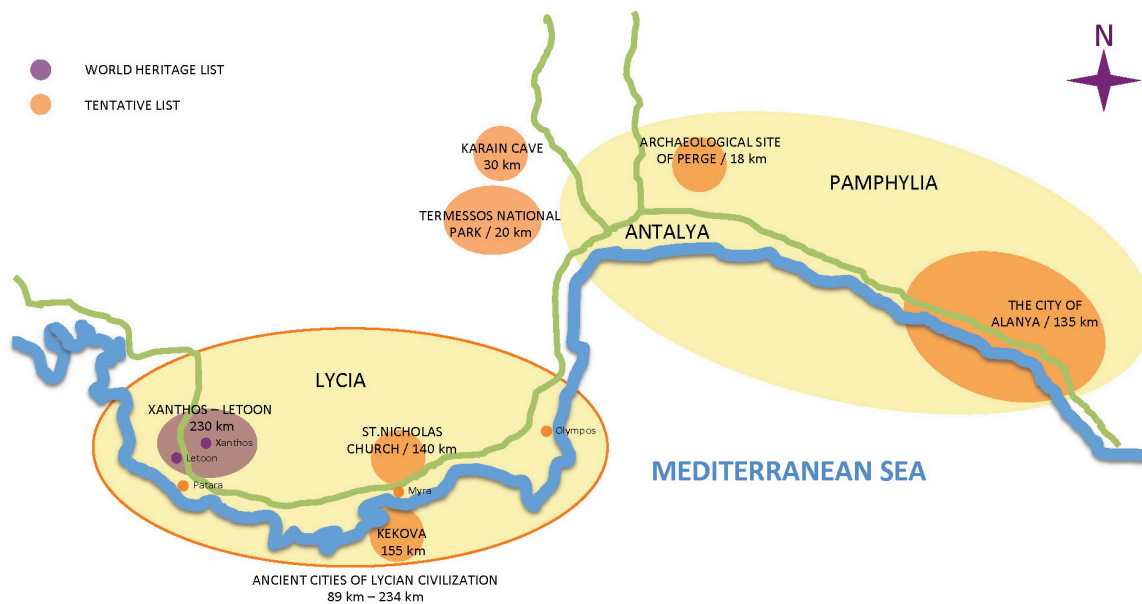 N
WORLD HERITAGE LIST
TENTATIVE LIST
KARAIN CAVE
30 km
ARCHAEOLOGICAL SITE
OF PERGE / 18 km
PAMPHYLIA
TERMESSOS NATIONAL
PARK / 20 km
ANTALYA
THE CITY OF
ALANYA / 135 km
LYCIA
XANTHOS – LETOON
230 km
Xanthos
Letoon
Patara
ST.NICHOLAS
CHURCH / 140 km
Olympos
Myra
MEDITERRANEAN SEA
KEKOVA
155 km
ANCIENT CITIES OF LYCIAN CIVILIZATION
89 km – 234 km